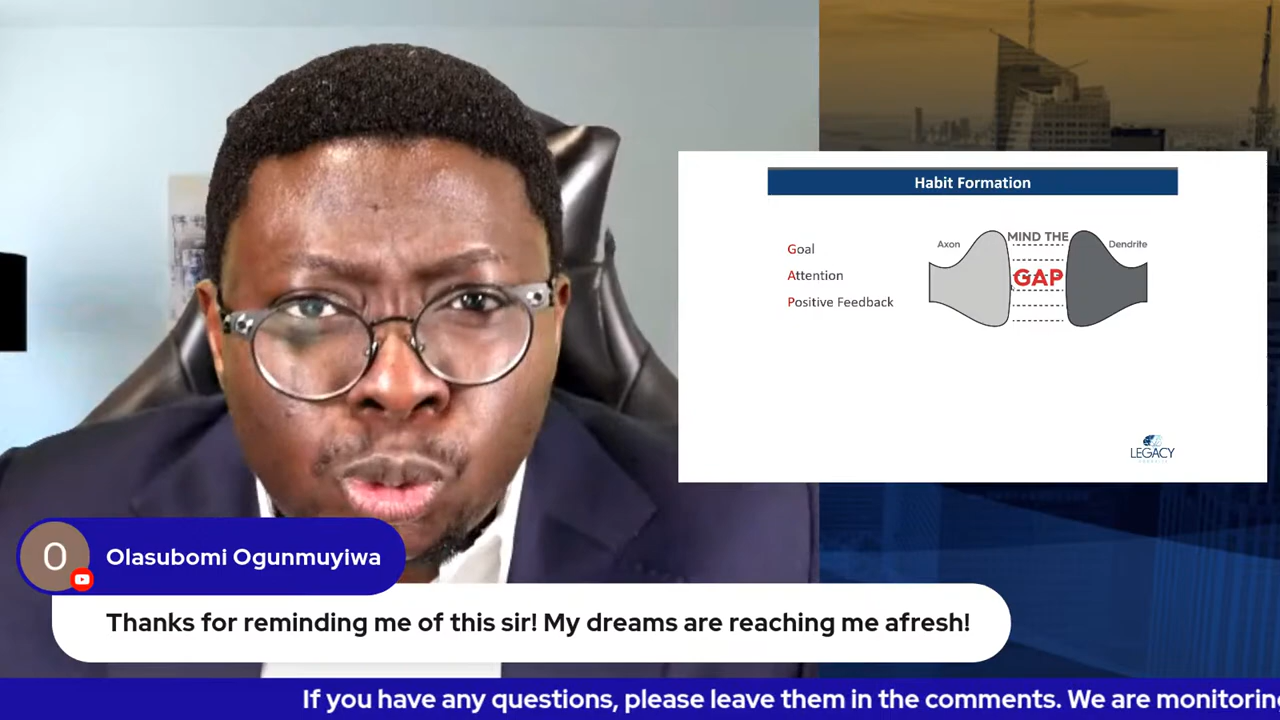 Habit Formation
Goal
Attention
Positive Feedback
Axon
MIND THE
GAP
Dendrite
LEGACY
O
Olasubomi Ogunmuyiwa
Thanks for reminding me of this sir! My dreams are reaching me afresh!
If you have any questions, please leave them in the comments. We are monitoring